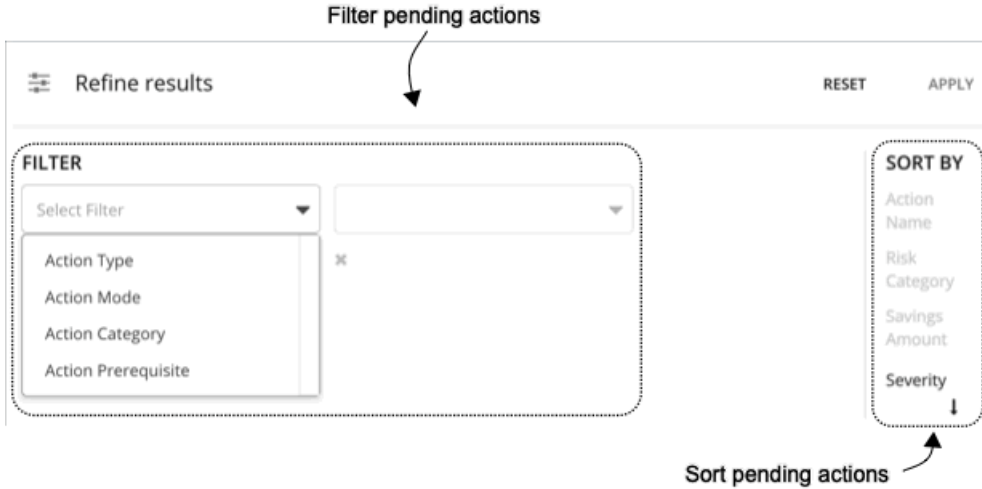 Filter pending actions
Refine results
RESET
APPLY
FILTER
Select Filter
Action Type
Action Mode
Action Category
Action Prerequisite
SORT BY
Action
Name
Risk
Category
Savings
Amount
Severity
Sort pending actions